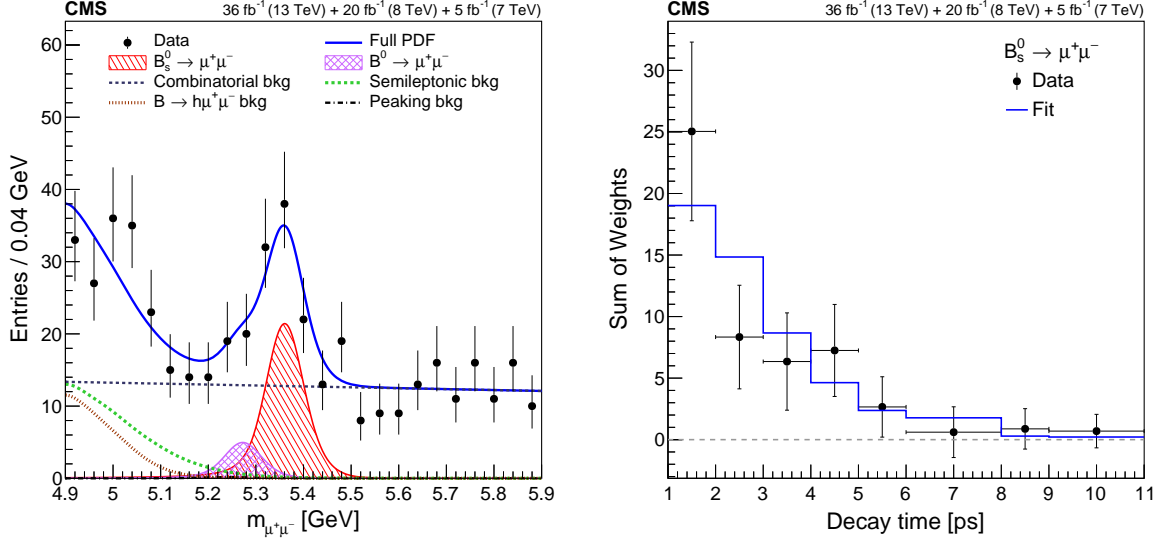 CMS 36 fb⁻¹ (13 TeV) + 20 fb⁻¹ (8 TeV) + 5 fb⁻¹ (7 TeV)
Entries / 0.04 GeV
60
50
40
30
20
10
0
Data
Full PDF
B⁰ₛ → μ⁺μ⁻
B⁰ → μ⁺μ⁻
Combinatorial bkg
Semileptonic bkg
B → hμ⁺μ⁻ bkg
Peaking bkg
4.9 5 5.1 5.2 5.3 5.4 5.5 5.6 5.7 5.8 5.9
m_μ⁺μ⁻ [GeV]
CMS 36 fb⁻¹ (13 TeV) + 20 fb⁻¹ (8 TeV) + 5 fb⁻¹ (7 TeV)
Sum of Weights
30
25
20
15
10
5
0
B⁰ₛ → μ⁺μ⁻
Data
Fit
1 2 3 4 5 6 7 8 9 10 11
Decay time [ps]